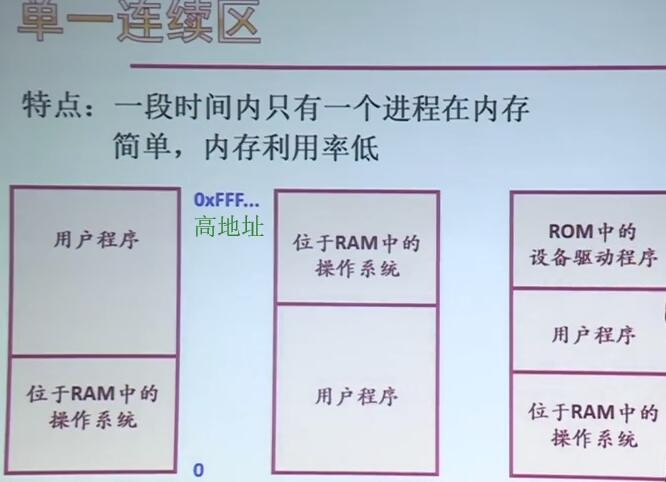 单一连续区
特点：一段时间内只有一个进程在内存
简单，内存利用率低
用户程序
位于RAM中的
操作系统
0xFFF...
高地址
0
位于RAM中的
操作系统
用户程序
ROM中的
设备驱动程序
用户程序
位于RAM中的
操作系统